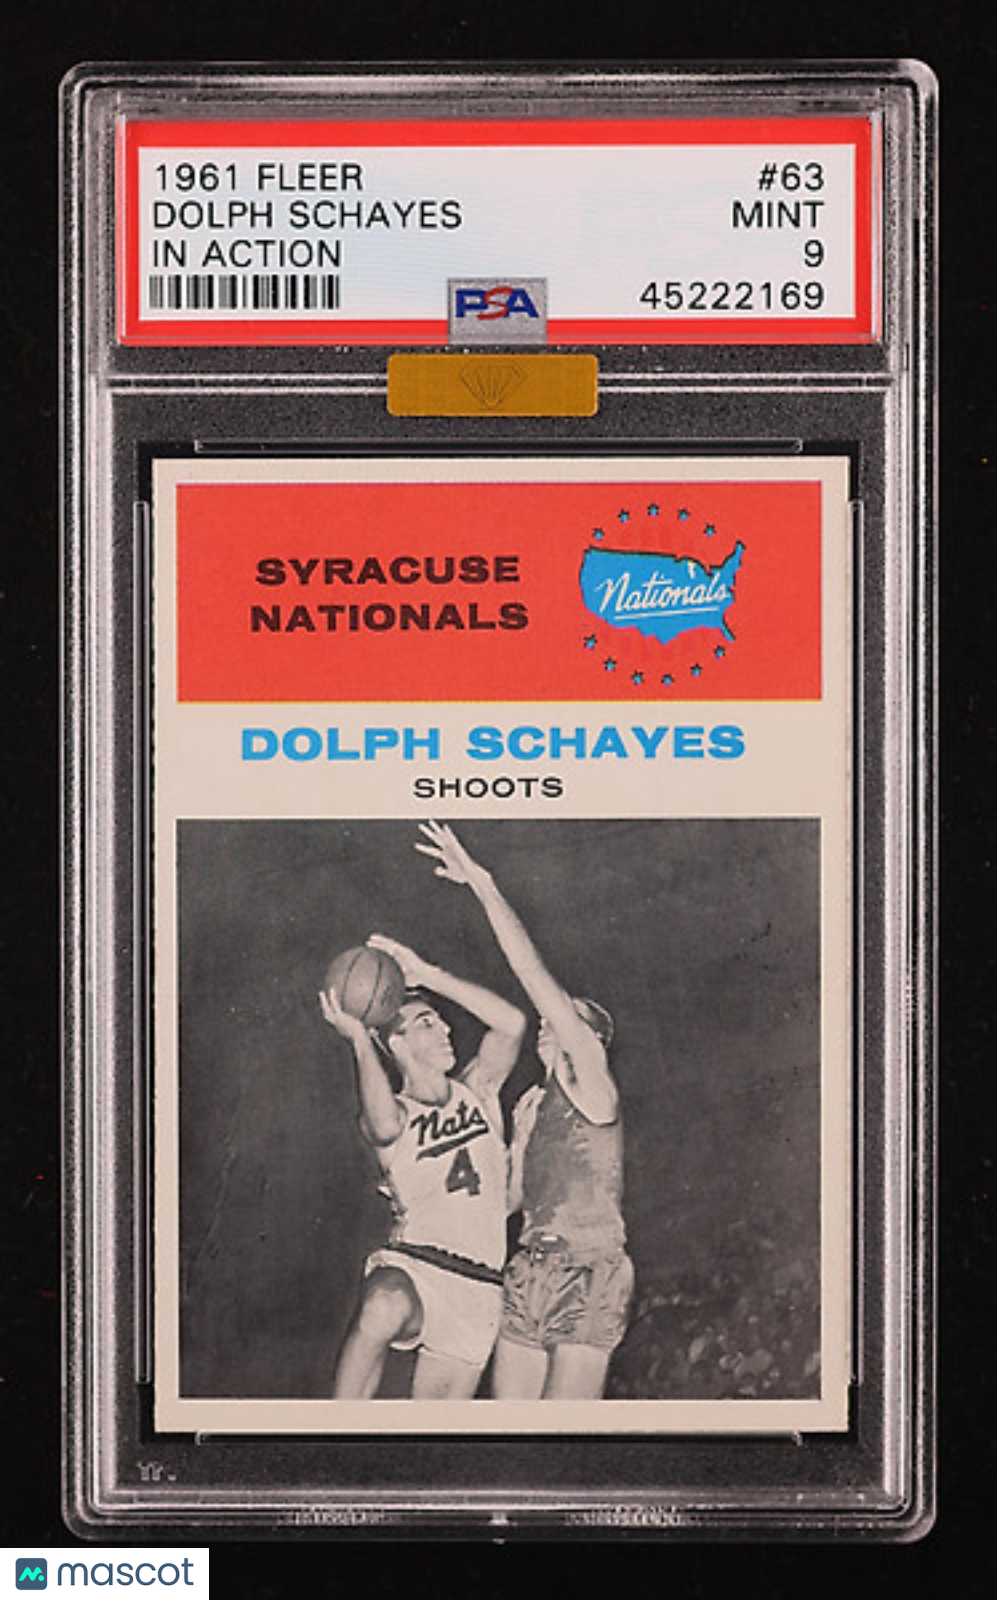 1961 FLEER #63
DOLPH SCHAYES MINT
IN ACTION 9
PSA 45222169
SYRACUSE
NATIONALS
Nationals
DOLPH SCHAYES
SHOOTS
Nats
4
mascot